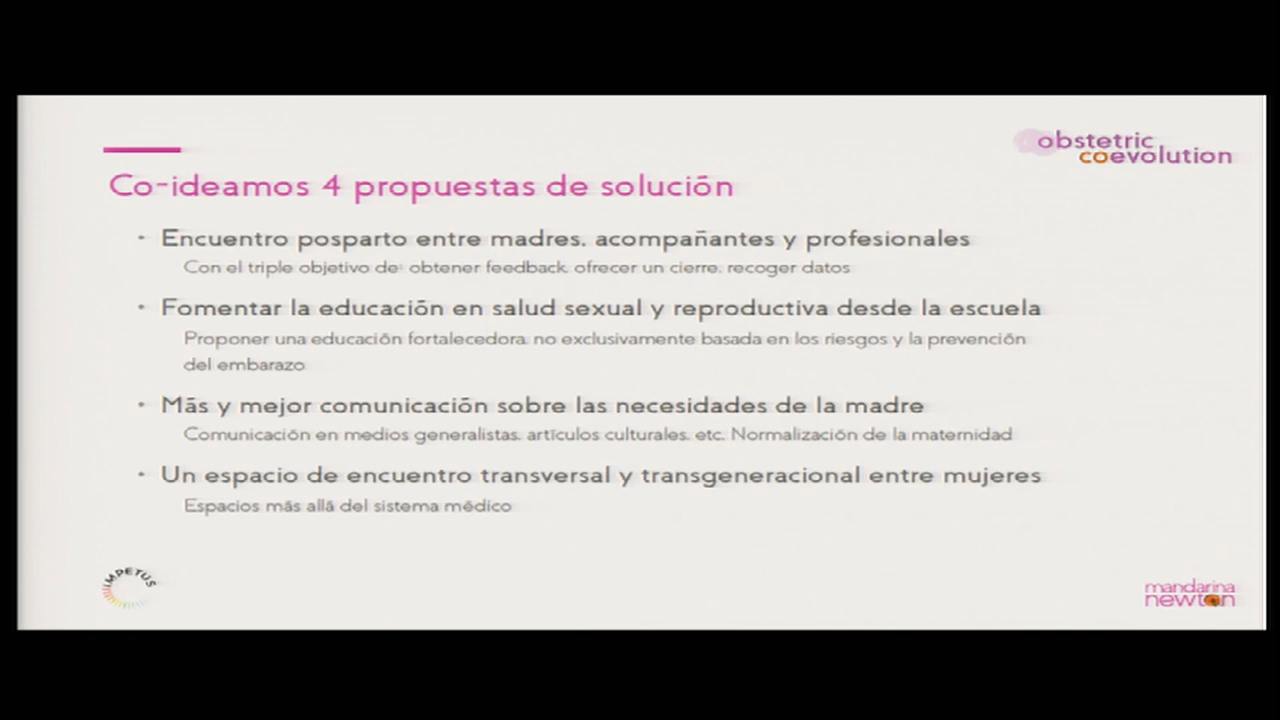 obstetric
coevolution
Co-ideamos 4 propuestas de solución
• Encuentro posparto entre madres, acompañantes y profesionales
Con el triple objetivo de: obtener feedback, ofrecer un cierre, recoger datos
• Fomentar la educación en salud sexual y reproductiva desde la escuela
Proponer una educación fortalecedora, no exclusivamente basada en los riesgos y la prevención
del embarazo
• Más y mejor comunicación sobre las necesidades de la madre
Comunicación en medios generalistas, artículos culturales, etc. Normalización de la maternidad
• Un espacio de encuentro transversal y transgeneracional entre mujeres
Espacios más allá del sistema médico
IMPETUS
mandarina
newton